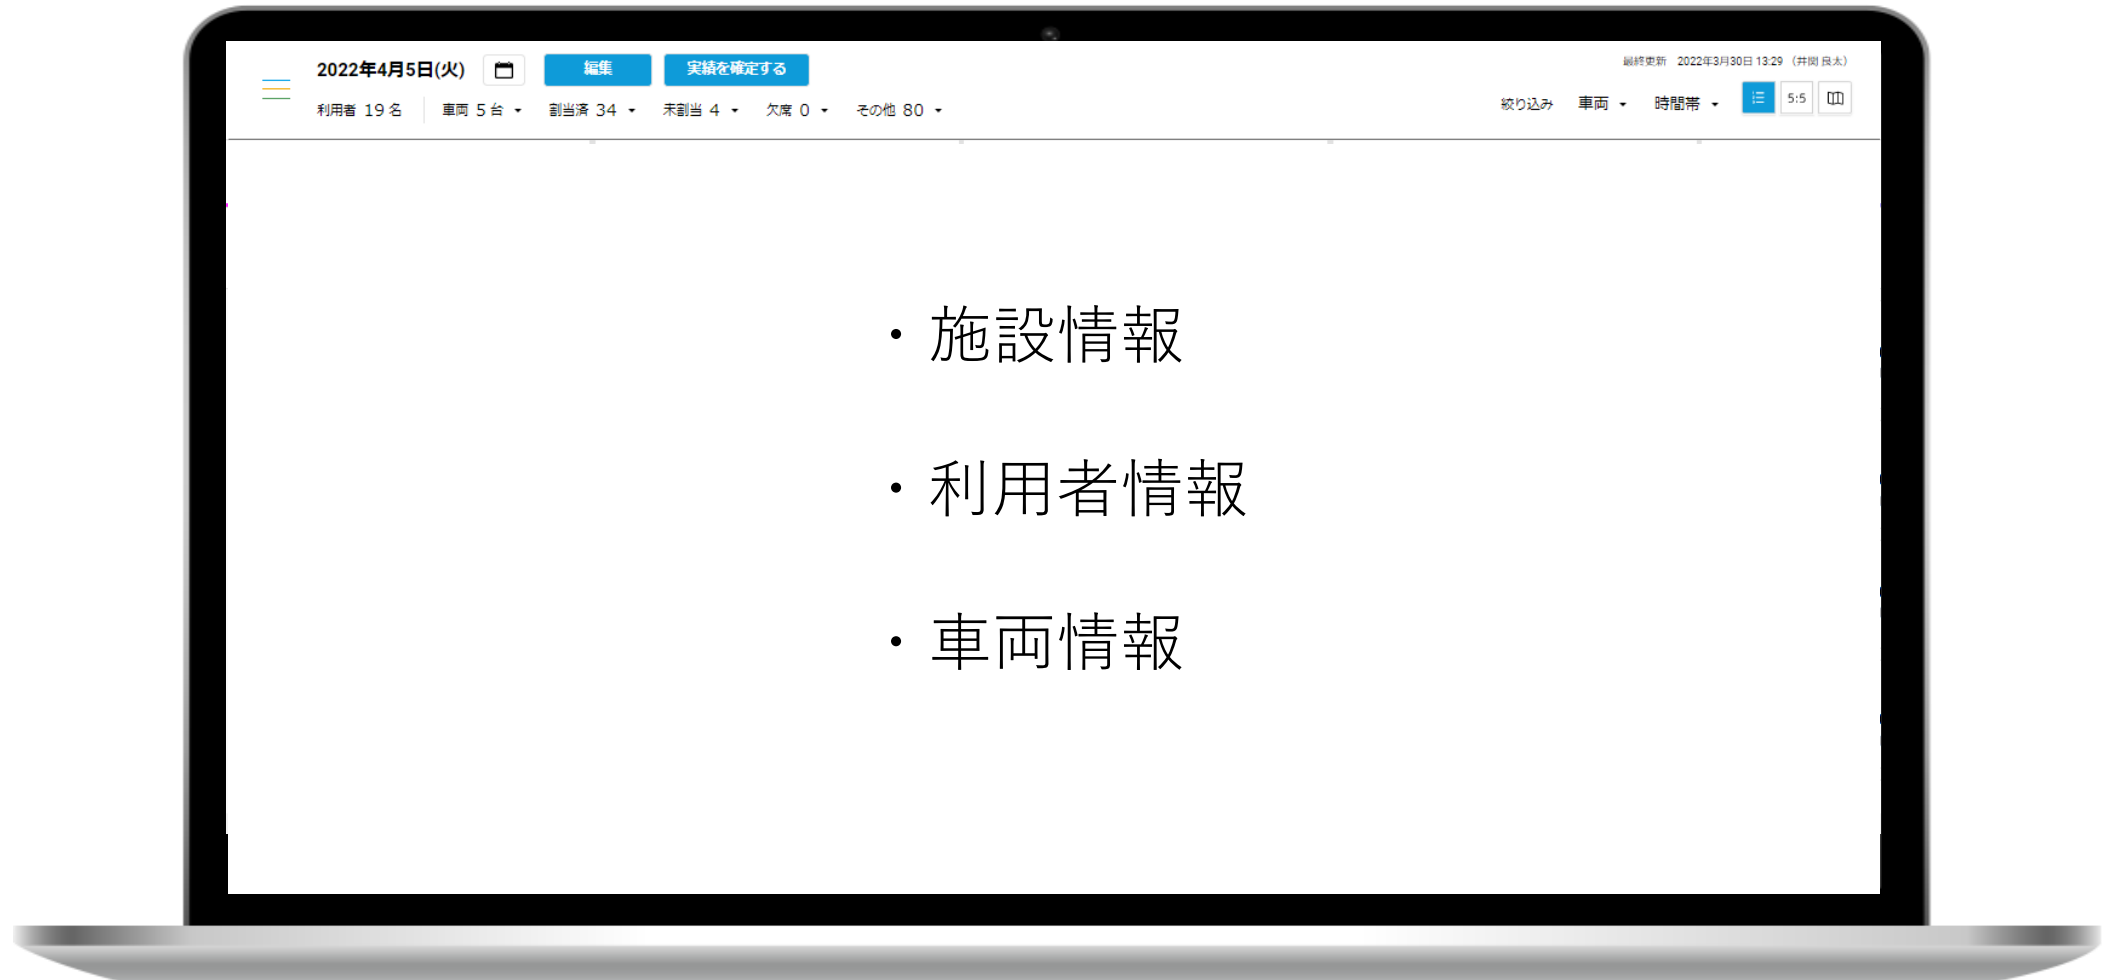 2022年4月5日(火) 編集 実績を確定する
最終更新 2022年3月30日 13:29 (井関 良太)
利用者 19 名 車両 5 台 割当済 34 未割当 4 欠席 0 その他 80
絞り込み 車両 時間帯 5:5
・施設情報
・利用者情報
・車両情報